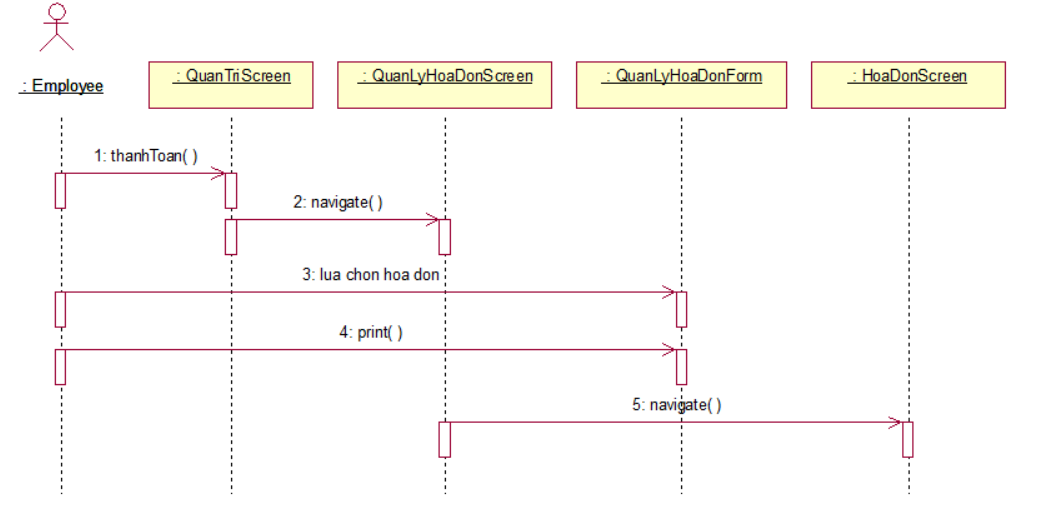 : Employee
: QuanTriScreen
: QuanLyHoaDonScreen
: QuanLyHoaDonForm
: HoaDonScreen
1: thanhToan( )
2: navigate( )
3: lua chon hoa don
4: print( )
5: navigate( )